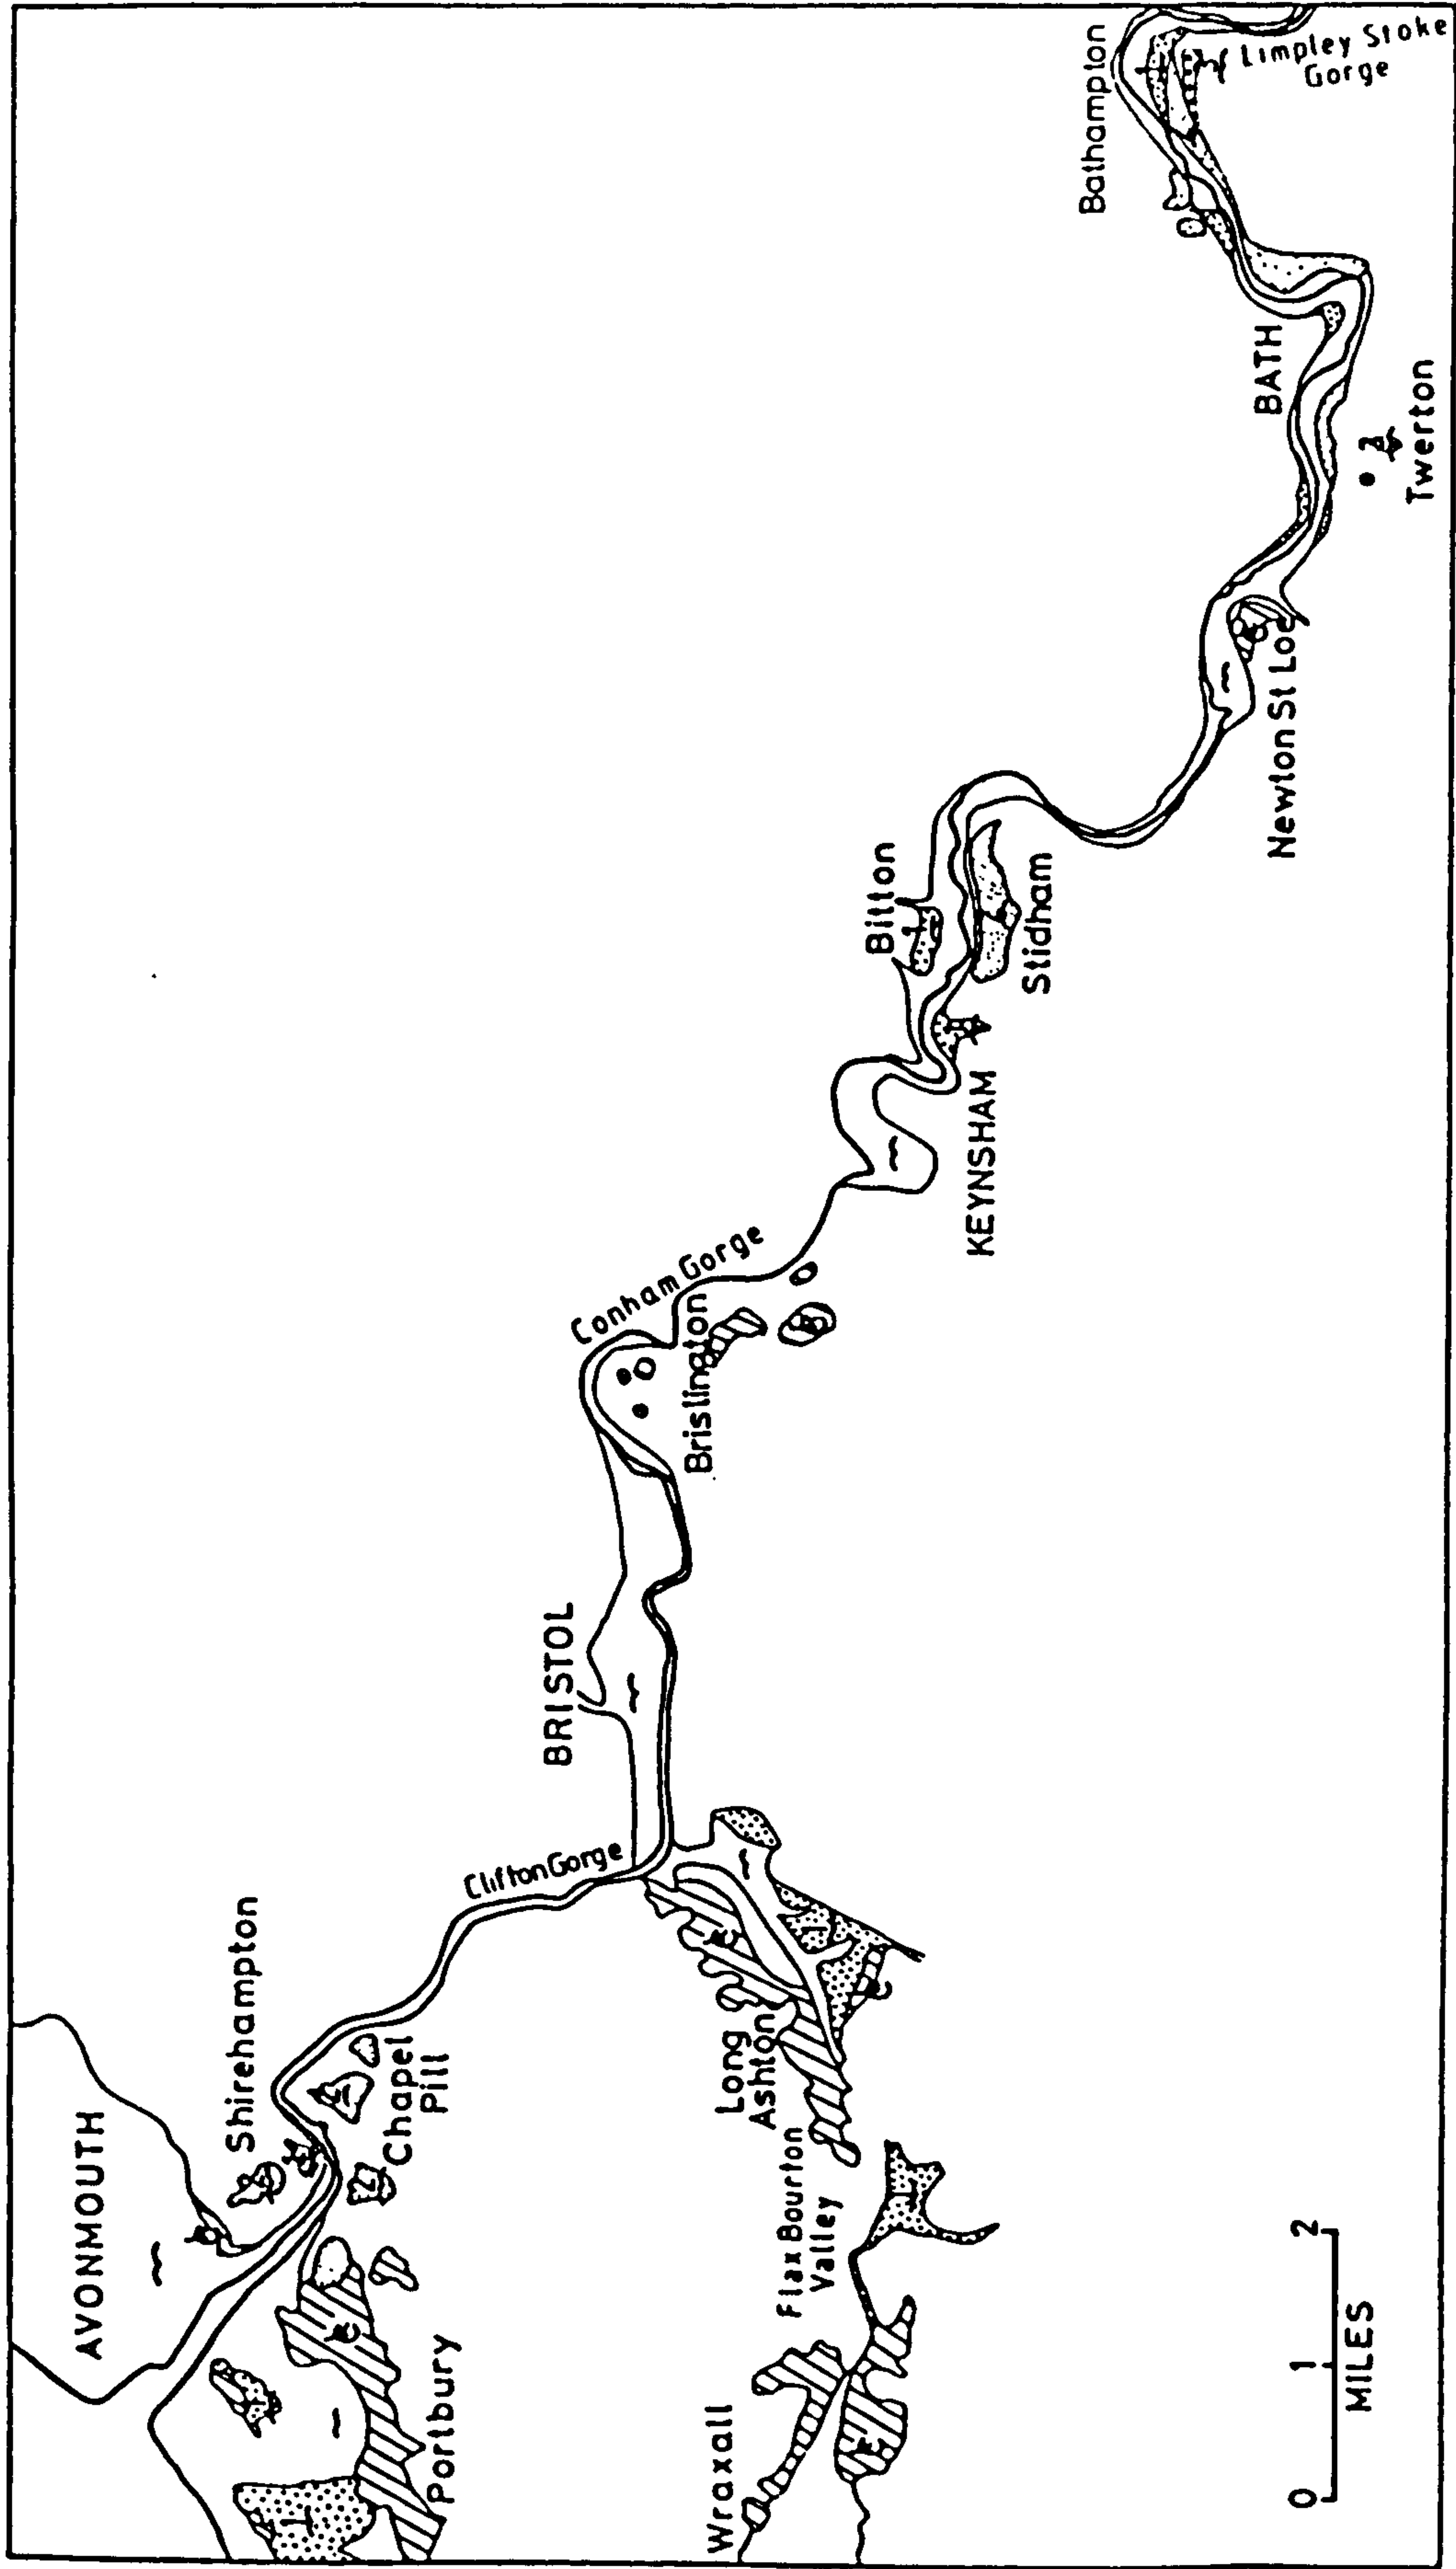 AVONMOUTH
Shirehampton
Chapel
Pill
Portbury
Clifton Gorge
BRISTOL
Long
Ashton
Flax Bourton
Valley
Wraxall
Conham Gorge
Brislington
KEYNSHAM
Bitton
Stidham
Newton St Loe
BATH
Twerton
Bathampton
Limpley Stoke
Gorge
0 1 2
MILES